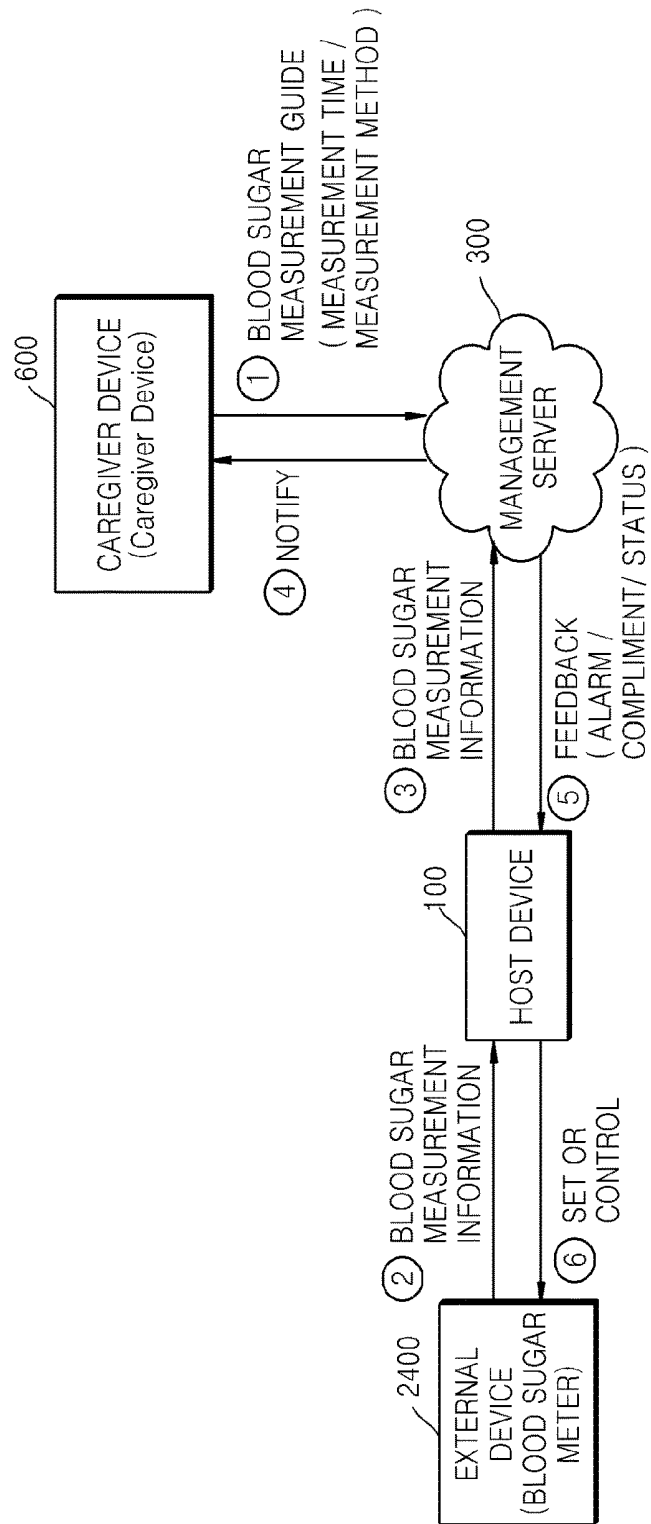 600
CAREGIVER DEVICE
(Caregiver Device)
1
BLOOD SUGAR
MEASUREMENT GUIDE
( MEASUREMENT TIME /
MEASUREMENT METHOD )
4
NOTIFY
300
MANAGEMENT
SERVER
3
BLOOD SUGAR
MEASUREMENT
INFORMATION
5
FEEDBACK
( ALARM /
COMPLIMENT/ STATUS )
100
HOST DEVICE
2
BLOOD SUGAR
MEASUREMENT
INFORMATION
6
SET OR
CONTROL
2400
EXTERNAL
DEVICE
(BLOOD SUGAR
METER)